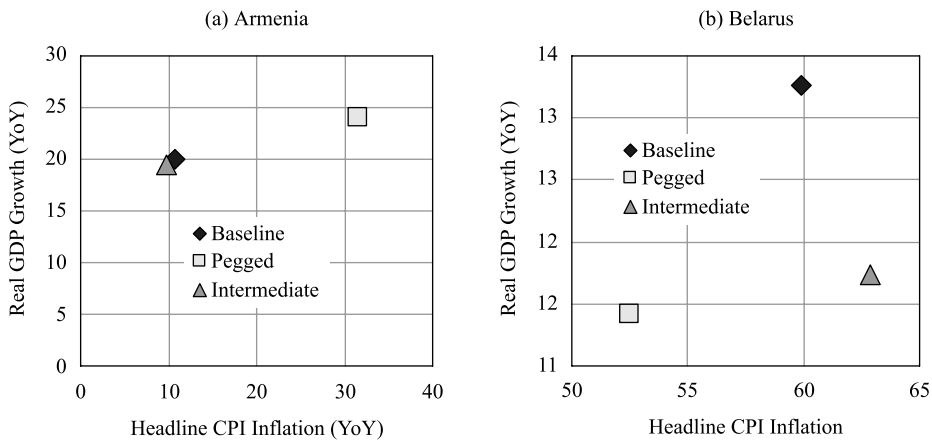 (a) Armenia
30
25
20
15
10
5
0
0 10 20 30 40
Real GDP Growth (YoY)
Headline CPI Inflation (YoY)
Baseline
Pegged
Intermediate
(b) Belarus
14
13
13
12
12
11
50 55 60 65
Real GDP Growth (YoY)
Headline CPI Inflation
Baseline
Pegged
Intermediate